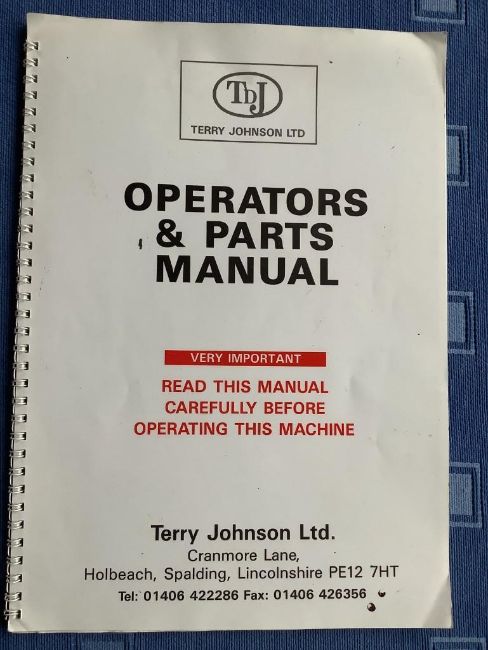 TDJ
TERRY JOHNSON LTD
OPERATORS
& PARTS
MANUAL
VERY IMPORTANT
READ THIS MANUAL
CAREFULLY BEFORE
OPERATING THIS MACHINE
Terry Johnson Ltd.
Cranmore Lane,
Holbeach, Spalding, Lincolnshire PE12 7HT
Tel: 01406 422286 Fax: 01406 426356